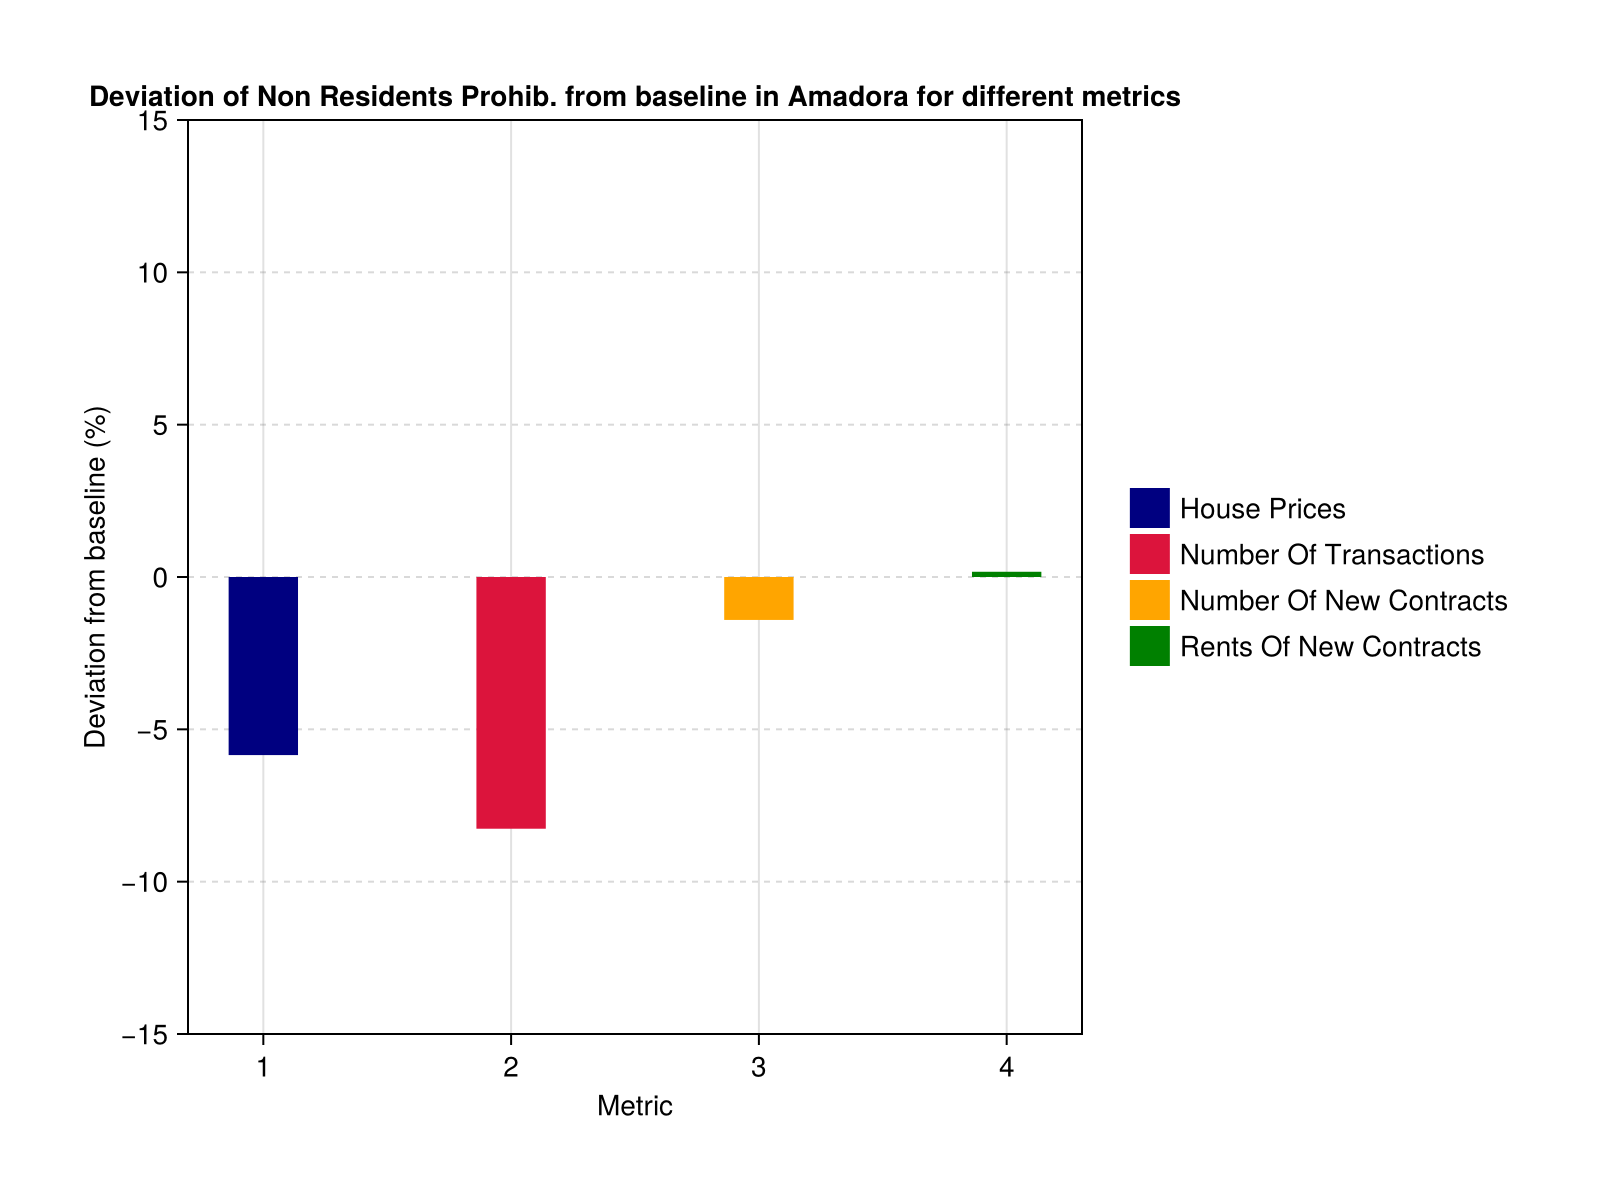 Deviation of Non Residents Prohib. from baseline in Amadora for different metrics
15
10
5
0
−5
−10
−15
Deviation from baseline (%)
1
2
3
4
Metric
House Prices
Number Of Transactions
Number Of New Contracts
Rents Of New Contracts